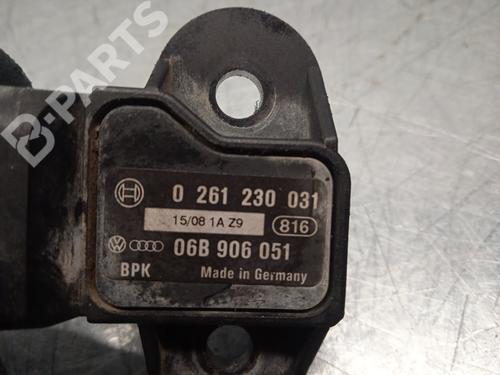 B-PARTS
0 261 230 031
15/08 1A Z9
816
06B 906 051
BPK
Made in Germany